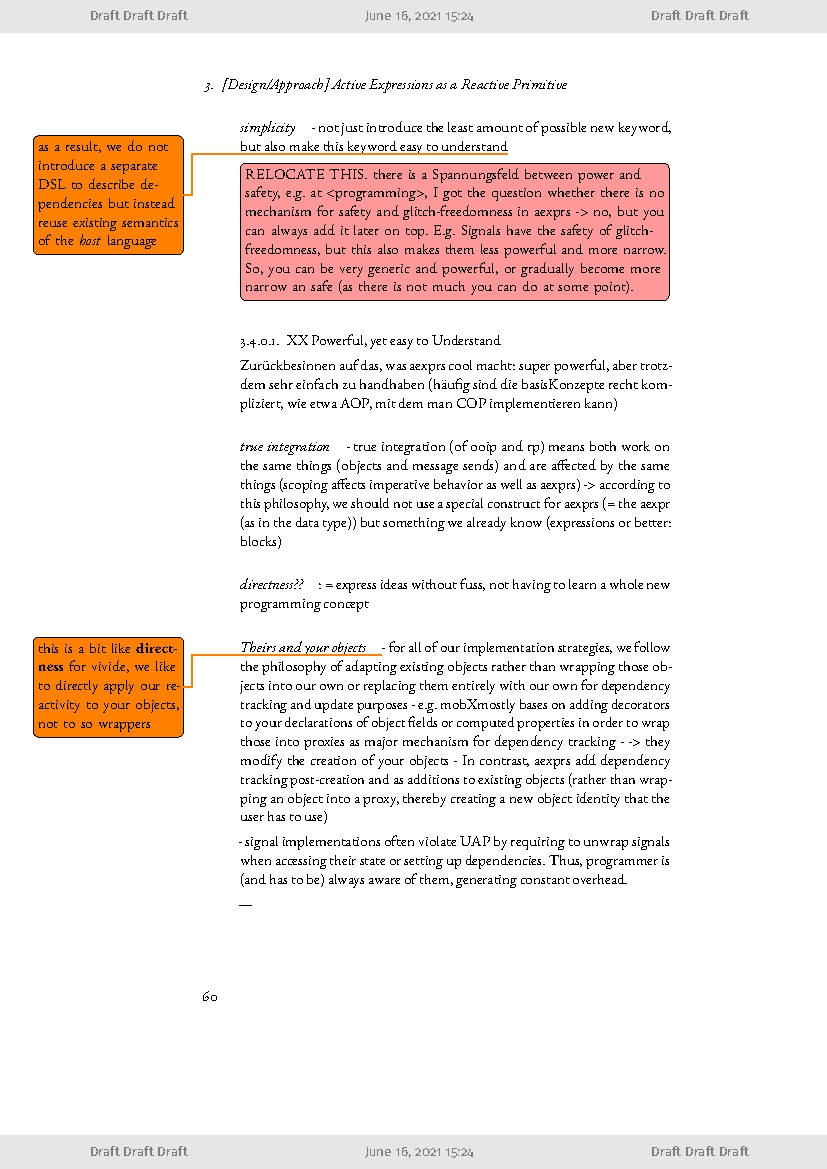 Draft Draft Draft June 16, 2021 15:24 Draft Draft Draft
3. [Design/Approach] Active Expressions as a Reactive Primitive
simplicity - not just introduce the least amount of possible new keyword,
but also make this keyword easy to understand
as a result, we do not
introduce a separate
DSL to describe de-
pendencies but instead
reuse existing semantics
of the host language
RELOCATE THIS. there is a Spannungsfeld between power and
safety, e.g. at <programming>, I got the question whether there is no
mechanism for safety and glitch-freedomness in aexprs -> no, but you
can always add it later on top. E.g. Signals have the safety of glitch-
freedomness, but this also makes them less powerful and more narrow.
So, you can be very generic and powerful, or gradually become more
narrow an safe (as there is not much you can do at some point).
3.4.0.1. XX Powerful, yet easy to Understand
Zurückbesinnen auf das, was aexprs cool macht: super powerful, aber trotz-
dem sehr einfach zu handhaben (häufig sind die basisKonzepte recht kom-
pliziert, wie etwa AOP, mit dem man COP implementieren kann)
true integration - true integration (of ooip and rp) means both work on
the same things (objects and message sends) and are affected by the same
things (scoping affects imperative behavior as well as aexprs) -> according to
this philosophy, we should not use a special construct for aexprs (= the aexpr
(as in the data type)) but something we already know (expressions or better:
blocks)
directness?? : = express ideas without fuss, not having to learn a whole new
programming concept
this is a bit like direct-
ness for vivide, we like
to directly apply our re-
activity to your objects,
not to so wrappers
Theirs and your objects - for all of our implementation strategies, we follow
the philosophy of adapting existing objects rather than wrapping those ob-
jects into our own or replacing them entirely with our own for dependency
tracking and update purposes - e.g. mobXmostly bases on adding decorators
to your declarations of object fields or computed properties in order to wrap
those into proxies as major mechanism for dependency tracking - -> they
modify the creation of your objects - In contrast, aexprs add dependency
tracking post-creation and as additions to existing objects (rather than wrap-
ping an object into a proxy, thereby creating a new object identity that the
user has to use)
- signal implementations often violate UAP by requiring to unwrap signals
when accessing their state or setting up dependencies. Thus, programmer is
(and has to be) always aware of them, generating constant overhead.
—
60
Draft Draft Draft June 16, 2021 15:24 Draft Draft Draft